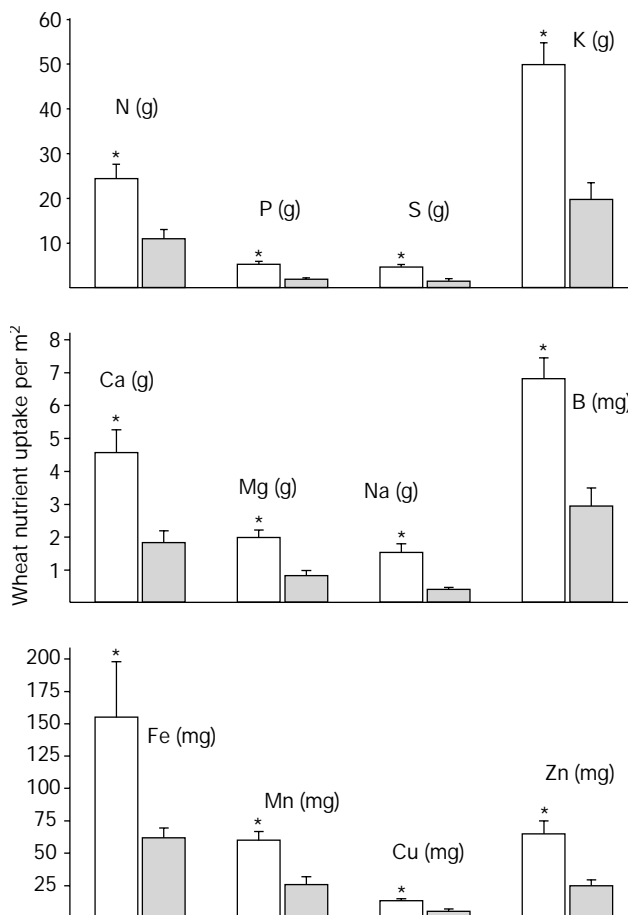 60
50
40
30
20
10
N (g)
*
P (g)
*
S (g)
*
K (g)
*
Wheat nutrient uptake per m²
8
7
6
5
4
3
2
1
Ca (g)
*
Mg (g)
*
Na (g)
*
B (mg)
*
200
175
150
125
100
75
50
25
Fe (mg)
*
Mn (mg)
*
Cu (mg)
*
Zn (mg)
*